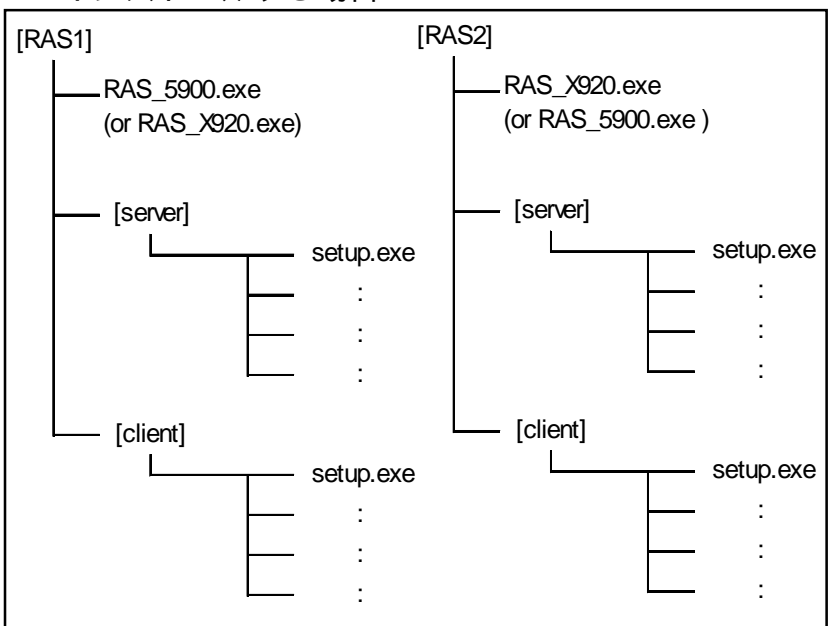 [RAS1]
RAS_5900.exe
(or RAS_X920.exe)
[server]
setup.exe
:
:
:
[client]
setup.exe
:
:
:
[RAS2]
RAS_X920.exe
(or RAS_5900.exe )
[server]
setup.exe
:
:
:
[client]
setup.exe
:
:
: